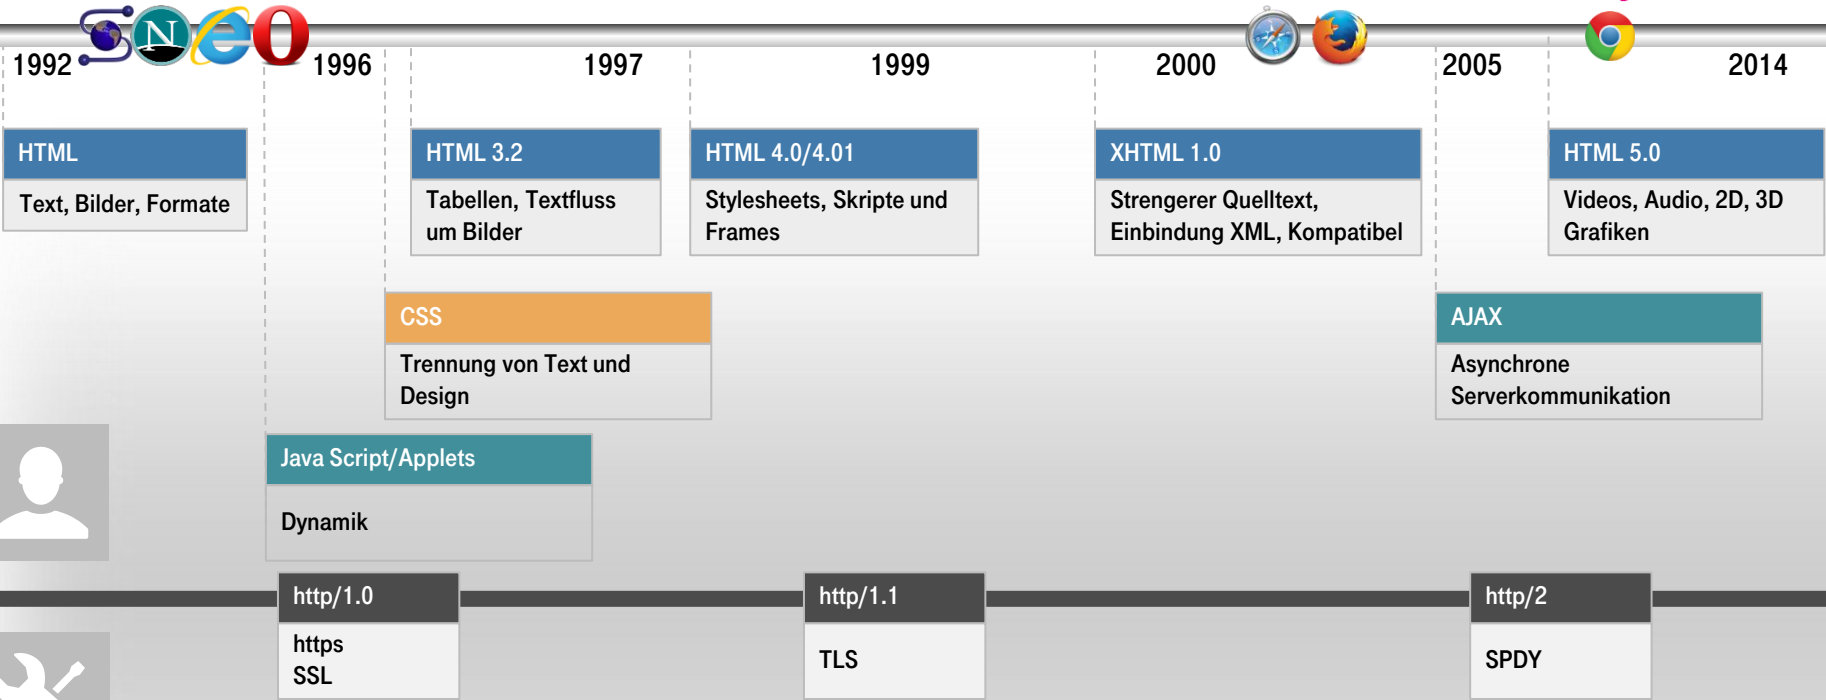 1992
1996
1997
1999
2000
2005
2014
HTML
Text, Bilder, Formate
HTML 3.2
Tabellen, Textfluss
um Bilder
HTML 4.0/4.01
Stylesheets, Skripte und
Frames
XHTML 1.0
Strengerer Quelltext,
Einbindung XML, Kompatibel
HTML 5.0
Videos, Audio, 2D, 3D
Grafiken
CSS
Trennung von Text und
Design
AJAX
Asynchrone
Serverkommunikation
Java Script/Applets
Dynamik
http/1.0
https
SSL
http/1.1
TLS
http/2
SPDY